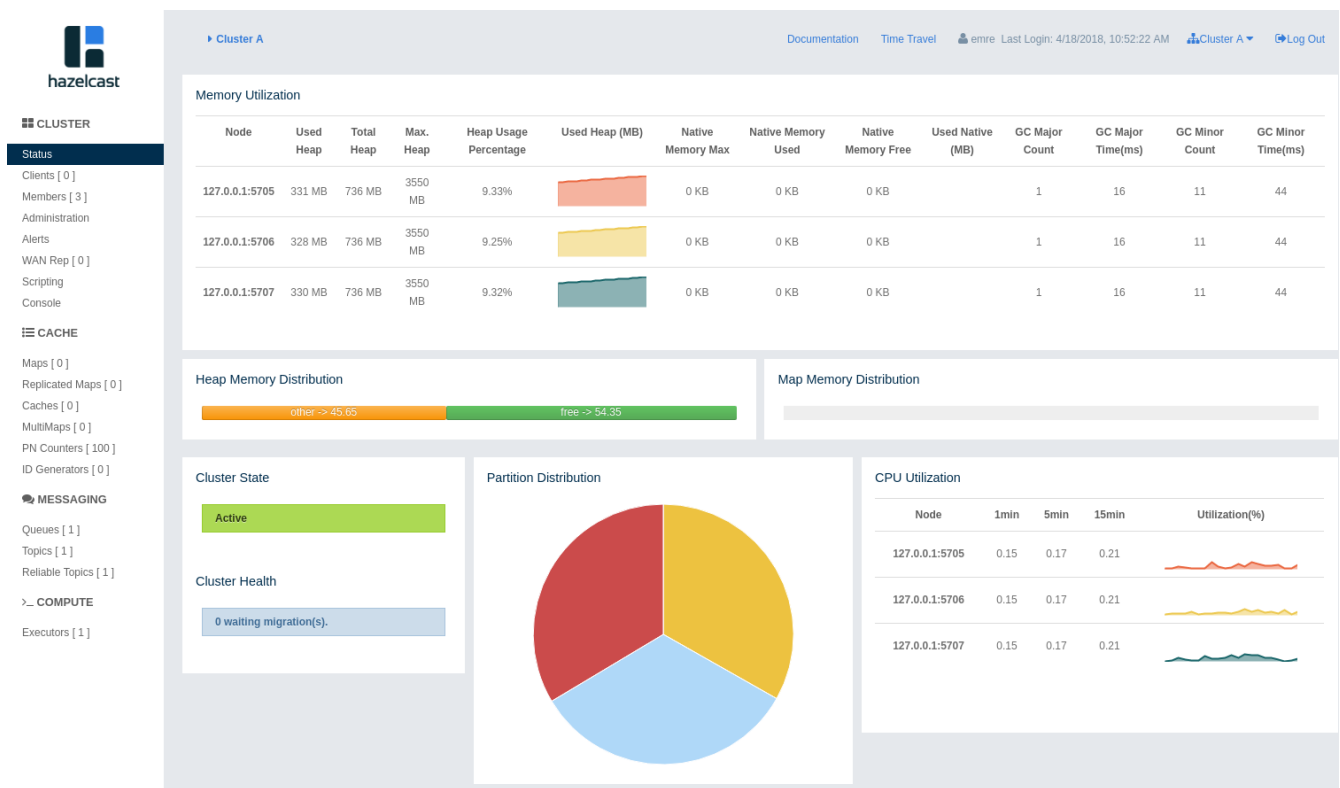 hazelcast
CLUSTER
Status
Clients [ 0 ]
Members [ 3 ]
Administration
Alerts
WAN Rep [ 0 ]
Scripting
Console
CACHE
Maps [ 0 ]
Replicated Maps [ 0 ]
Caches [ 0 ]
MultiMaps [ 0 ]
PN Counters [ 100 ]
ID Generators [ 0 ]
MESSAGING
Queues [ 1 ]
Topics [ 1 ]
Reliable Topics [ 1 ]
COMPUTE
Executors [ 1 ]
Cluster A Documentation Time Travel emre Last Login: 4/18/2018, 10:52:22 AM Cluster A Log Out
Memory Utilization
Node Used Total Max. Heap Usage Used Heap (MB) Native Native Memory Native Used Native GC Major GC Major GC Minor GC Minor
Heap Heap Heap Percentage Memory Max Used Memory Free (MB) Count Time(ms) Count Time(ms)
127.0.0.1:5705 331 MB 736 MB 3550 MB 9.33% 0 KB 0 KB 0 KB 1 16 11 44
127.0.0.1:5706 328 MB 736 MB 3550 MB 9.25% 0 KB 0 KB 0 KB 1 16 11 44
127.0.0.1:5707 330 MB 736 MB 3550 MB 9.32% 0 KB 0 KB 0 KB 1 16 11 44
Heap Memory Distribution
other -> 45.65 free -> 54.35
Map Memory Distribution
Cluster State
Active
Cluster Health
0 waiting migration(s).
Partition Distribution
CPU Utilization
Node 1min 5min 15min Utilization(%)
127.0.0.1:5705 0.15 0.17 0.21
127.0.0.1:5706 0.15 0.17 0.21
127.0.0.1:5707 0.15 0.17 0.21